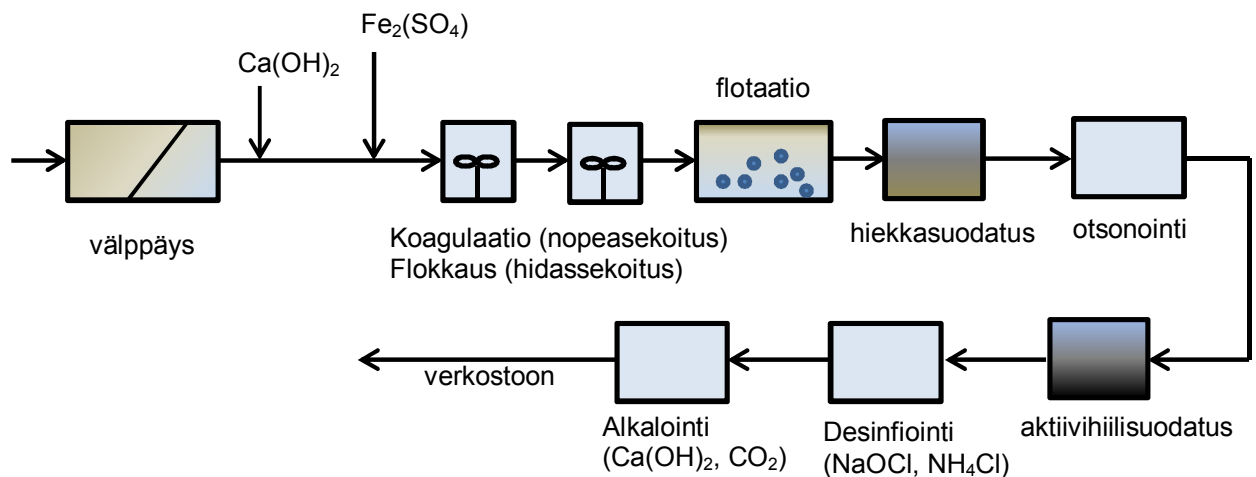 Fe₂(SO₄)
Ca(OH)₂
flotaatio
välppäys
Koagulaatio (nopeasekoitus)
Flokkaus (hidassekoitus)
hiekkasuodatus
otsonointi
verkostoon
Alkalointi
(Ca(OH)₂, CO₂)
Desinfiointi
(NaOCl, NH₄Cl)
aktiivihiilisuodatus